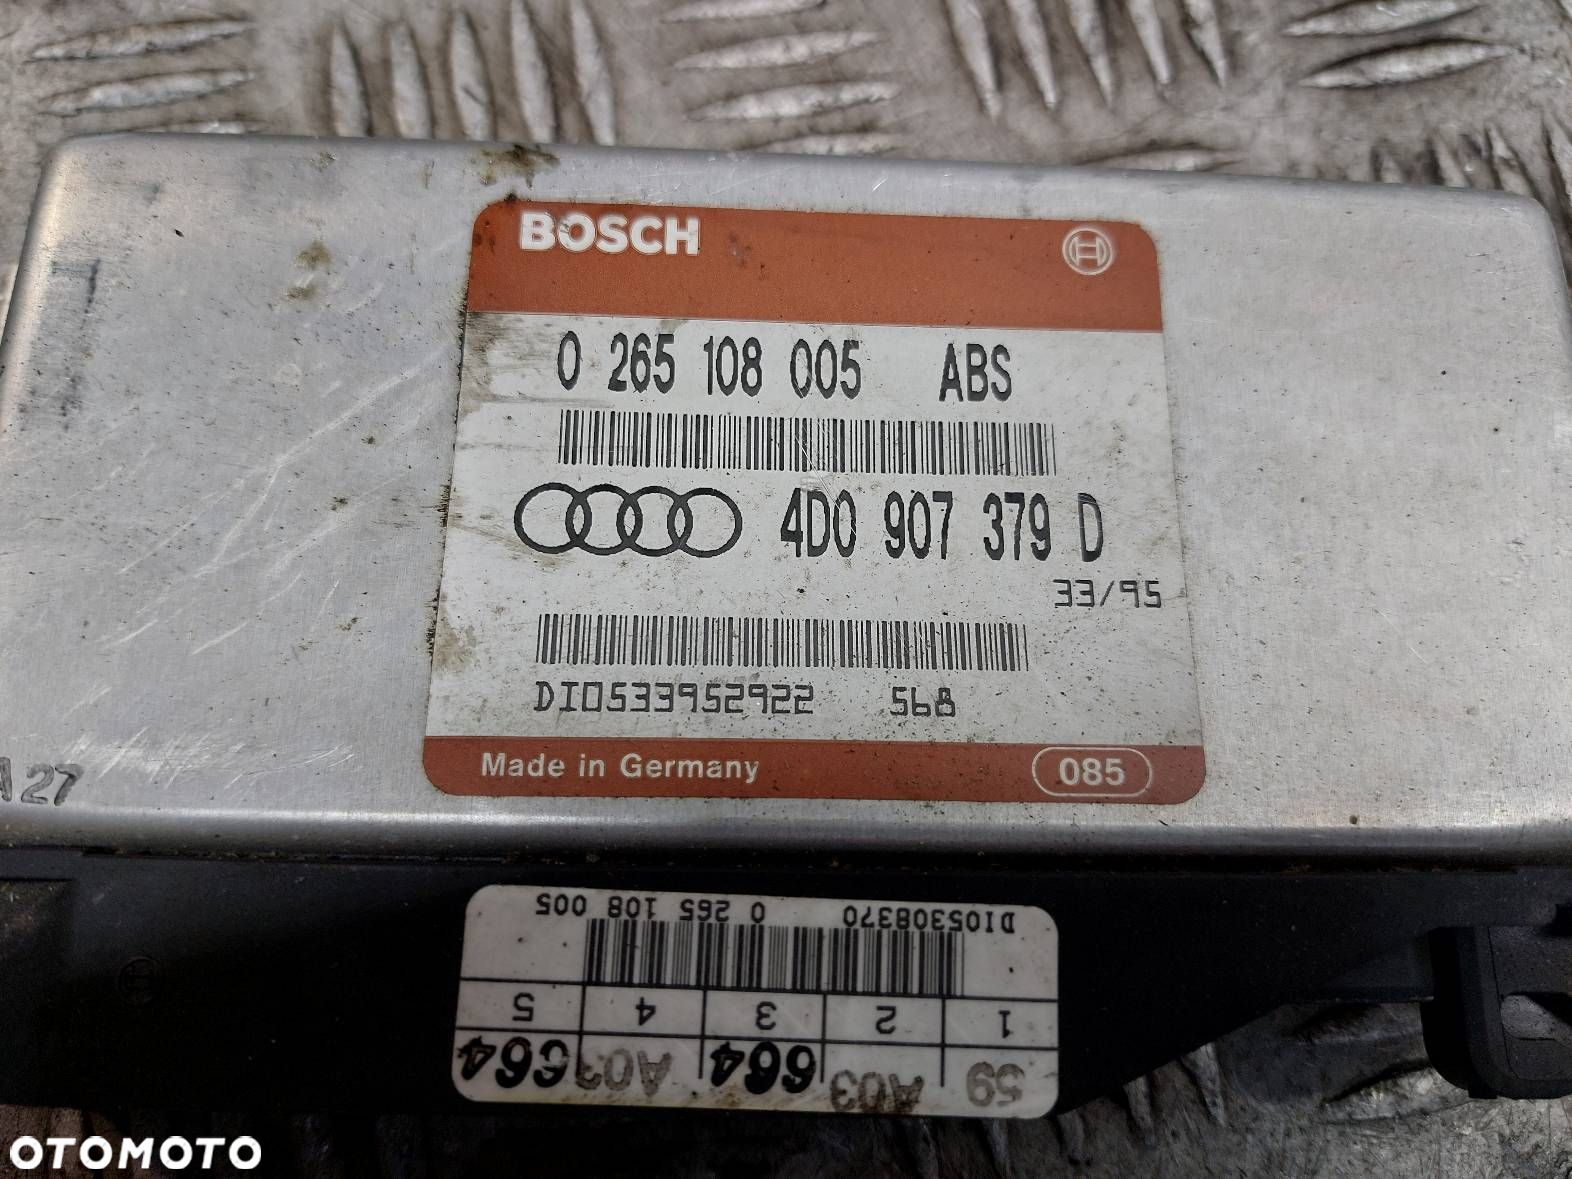 BOSCH
0 265 108 005 ABS
4D0 907 379 D
33/95
DI0533952922 568
Made in Germany 085
A27
DI05308370 0 265 108 005
1 2 3 4 5
59 A03 664 A03 664
OTOMOTO